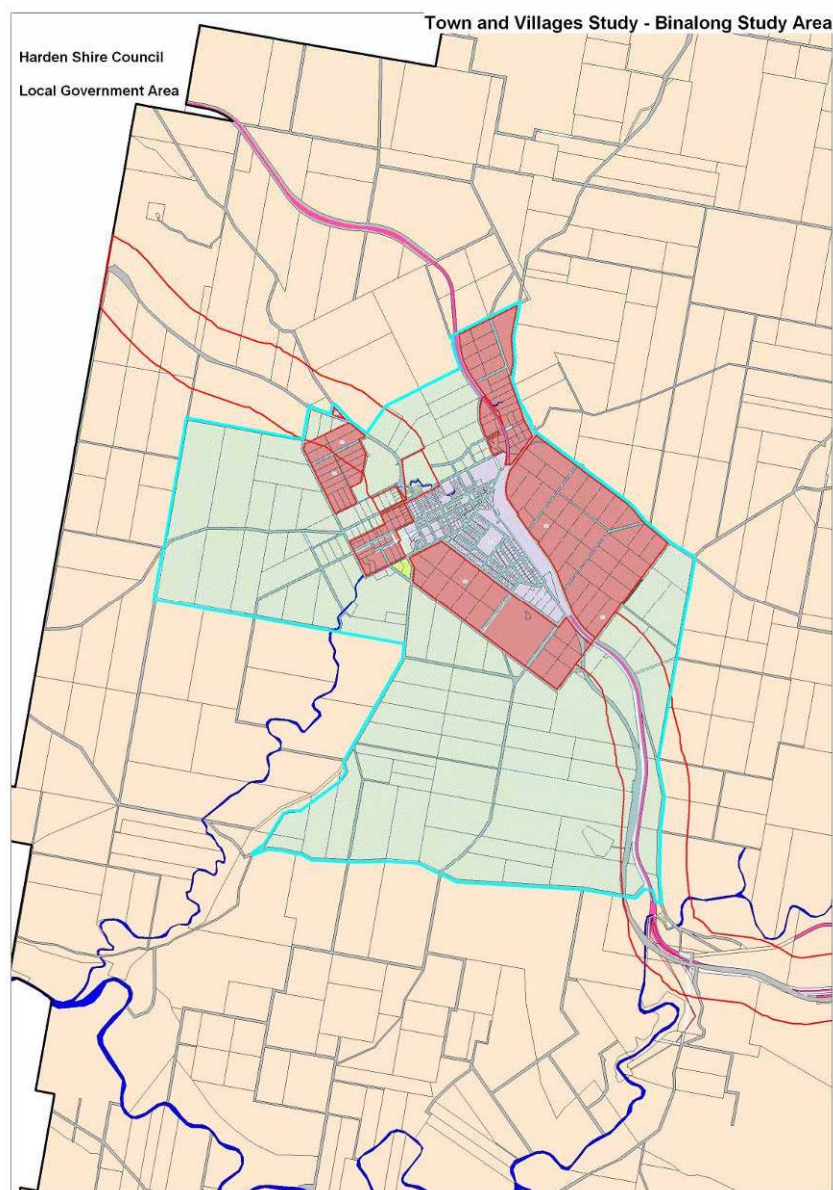 Town and Villages Study - Binalong Study Area
Harden Shire Council
Local Government Area